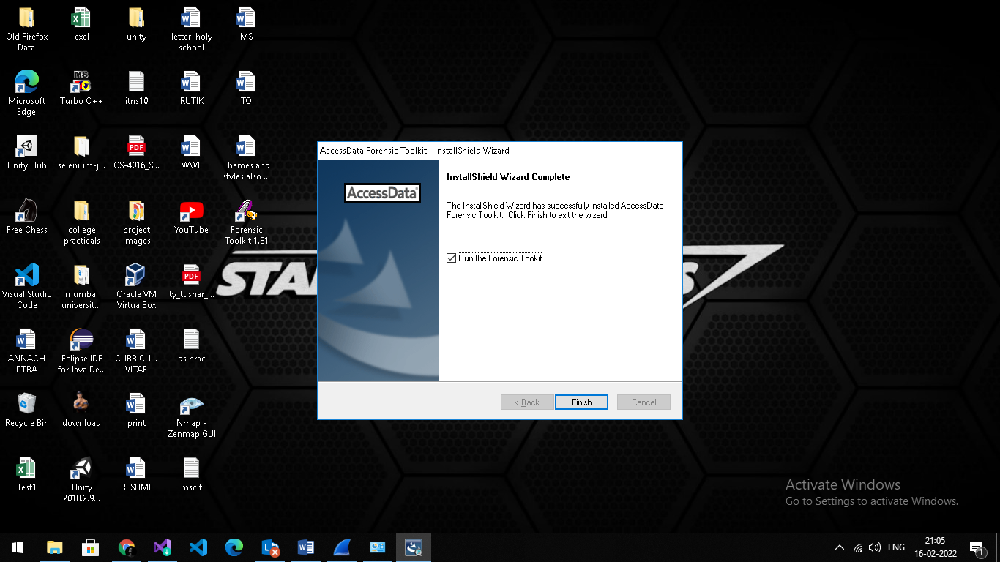 Old Firefox
Data
exel
unity
letter holy
school
MS
Microsoft
Edge
MS
Turbo C++
itns10
RUTIK
TO
Unity Hub
selenium-j...
PDF
CS-4016_S...
WWE
Themes and
styles also ...
Free Chess
college
practicals
project
images
YouTube
Forensic
Toolkit 1.81
Visual Studio
Code
mumbai
universit...
Oracle VM
VirtualBox
PDF
ty_tushar_...
ANNACH
PTRA
Eclipse IDE
for Java De...
CURRICU...
VITAE
ds prac
Recycle Bin
download
print
Nmap -
Zenmap GUI
Test1
Unity
2018.2.9...
RESUME
mscit
AccessData Forensic Toolkit - InstallShield Wizard
AccessData
InstallShield Wizard Complete
The InstallShield Wizard has successfully installed AccessData
Forensic Toolkit. Click Finish to exit the wizard.
Run the Forensic Tookit
< Back
Finish
Cancel
Activate Windows
Go to Settings to activate Windows.
ENG
21:05
16-02-2022
1